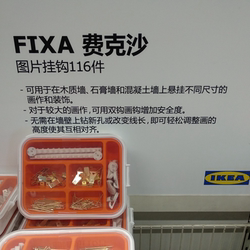 FIXA 费克沙
图片挂钩116件
- 可用于在木质墙, 石膏墙和混凝土墙上悬挂不同尺寸的
画作和装饰。
- 对于较大的画作, 可用双钩画钩增加安全度。
- 无需在墙壁上钻新孔或改变线长, 即可轻松调整画的
高度使其互相对齐。
IKEA